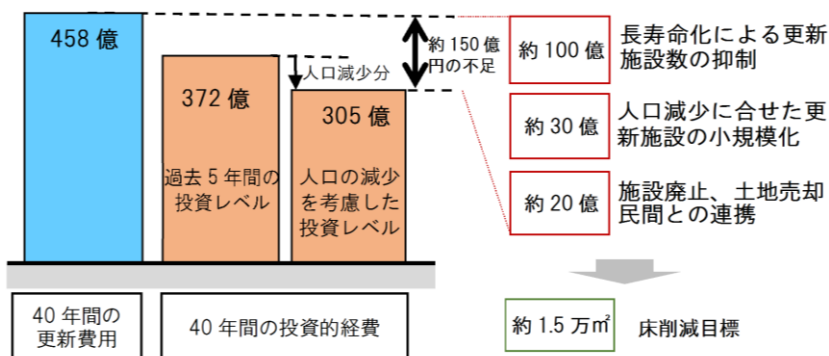 458 億
372 億
過去 5 年間の
投資レベル
人口減少分
305 億
人口の減少
を考慮した
投資レベル
約 150 億
円の不足
40 年間の
更新費用
40 年間の投資的経費
約 100 億
長寿命化による更新
施設数の抑制
約 30 億
人口減少に合せた更
新施設の小規模化
約 20 億
施設廃止、土地売却
民間との連携
約 1.5 万㎡
床削減目標